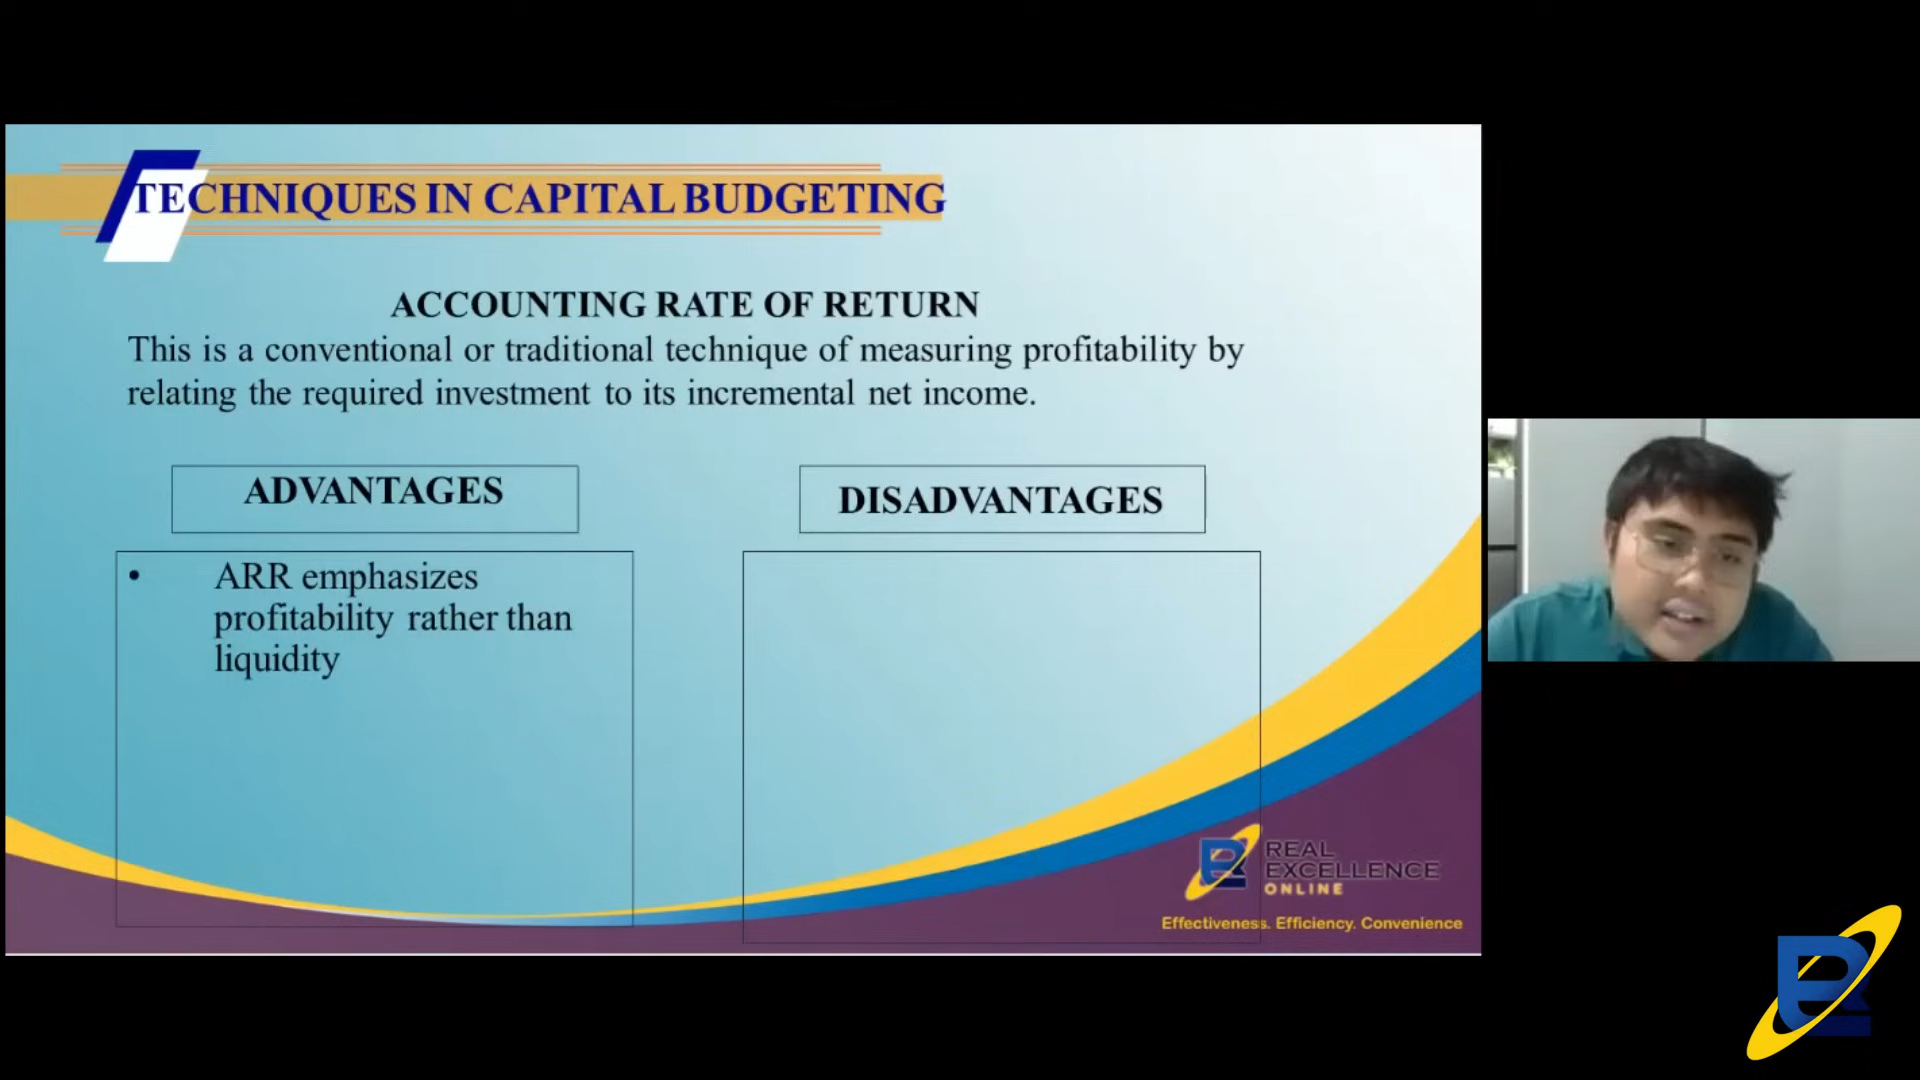 TECHNIQUES IN CAPITAL BUDGETING
ACCOUNTING RATE OF RETURN
This is a conventional or traditional technique of measuring profitability by
relating the required investment to its incremental net income.
ADVANTAGES
• ARR emphasizes
profitability rather than
liquidity
DISADVANTAGES
REAL
EXCELLENCE
ONLINE
Effectiveness. Efficiency. Convenience